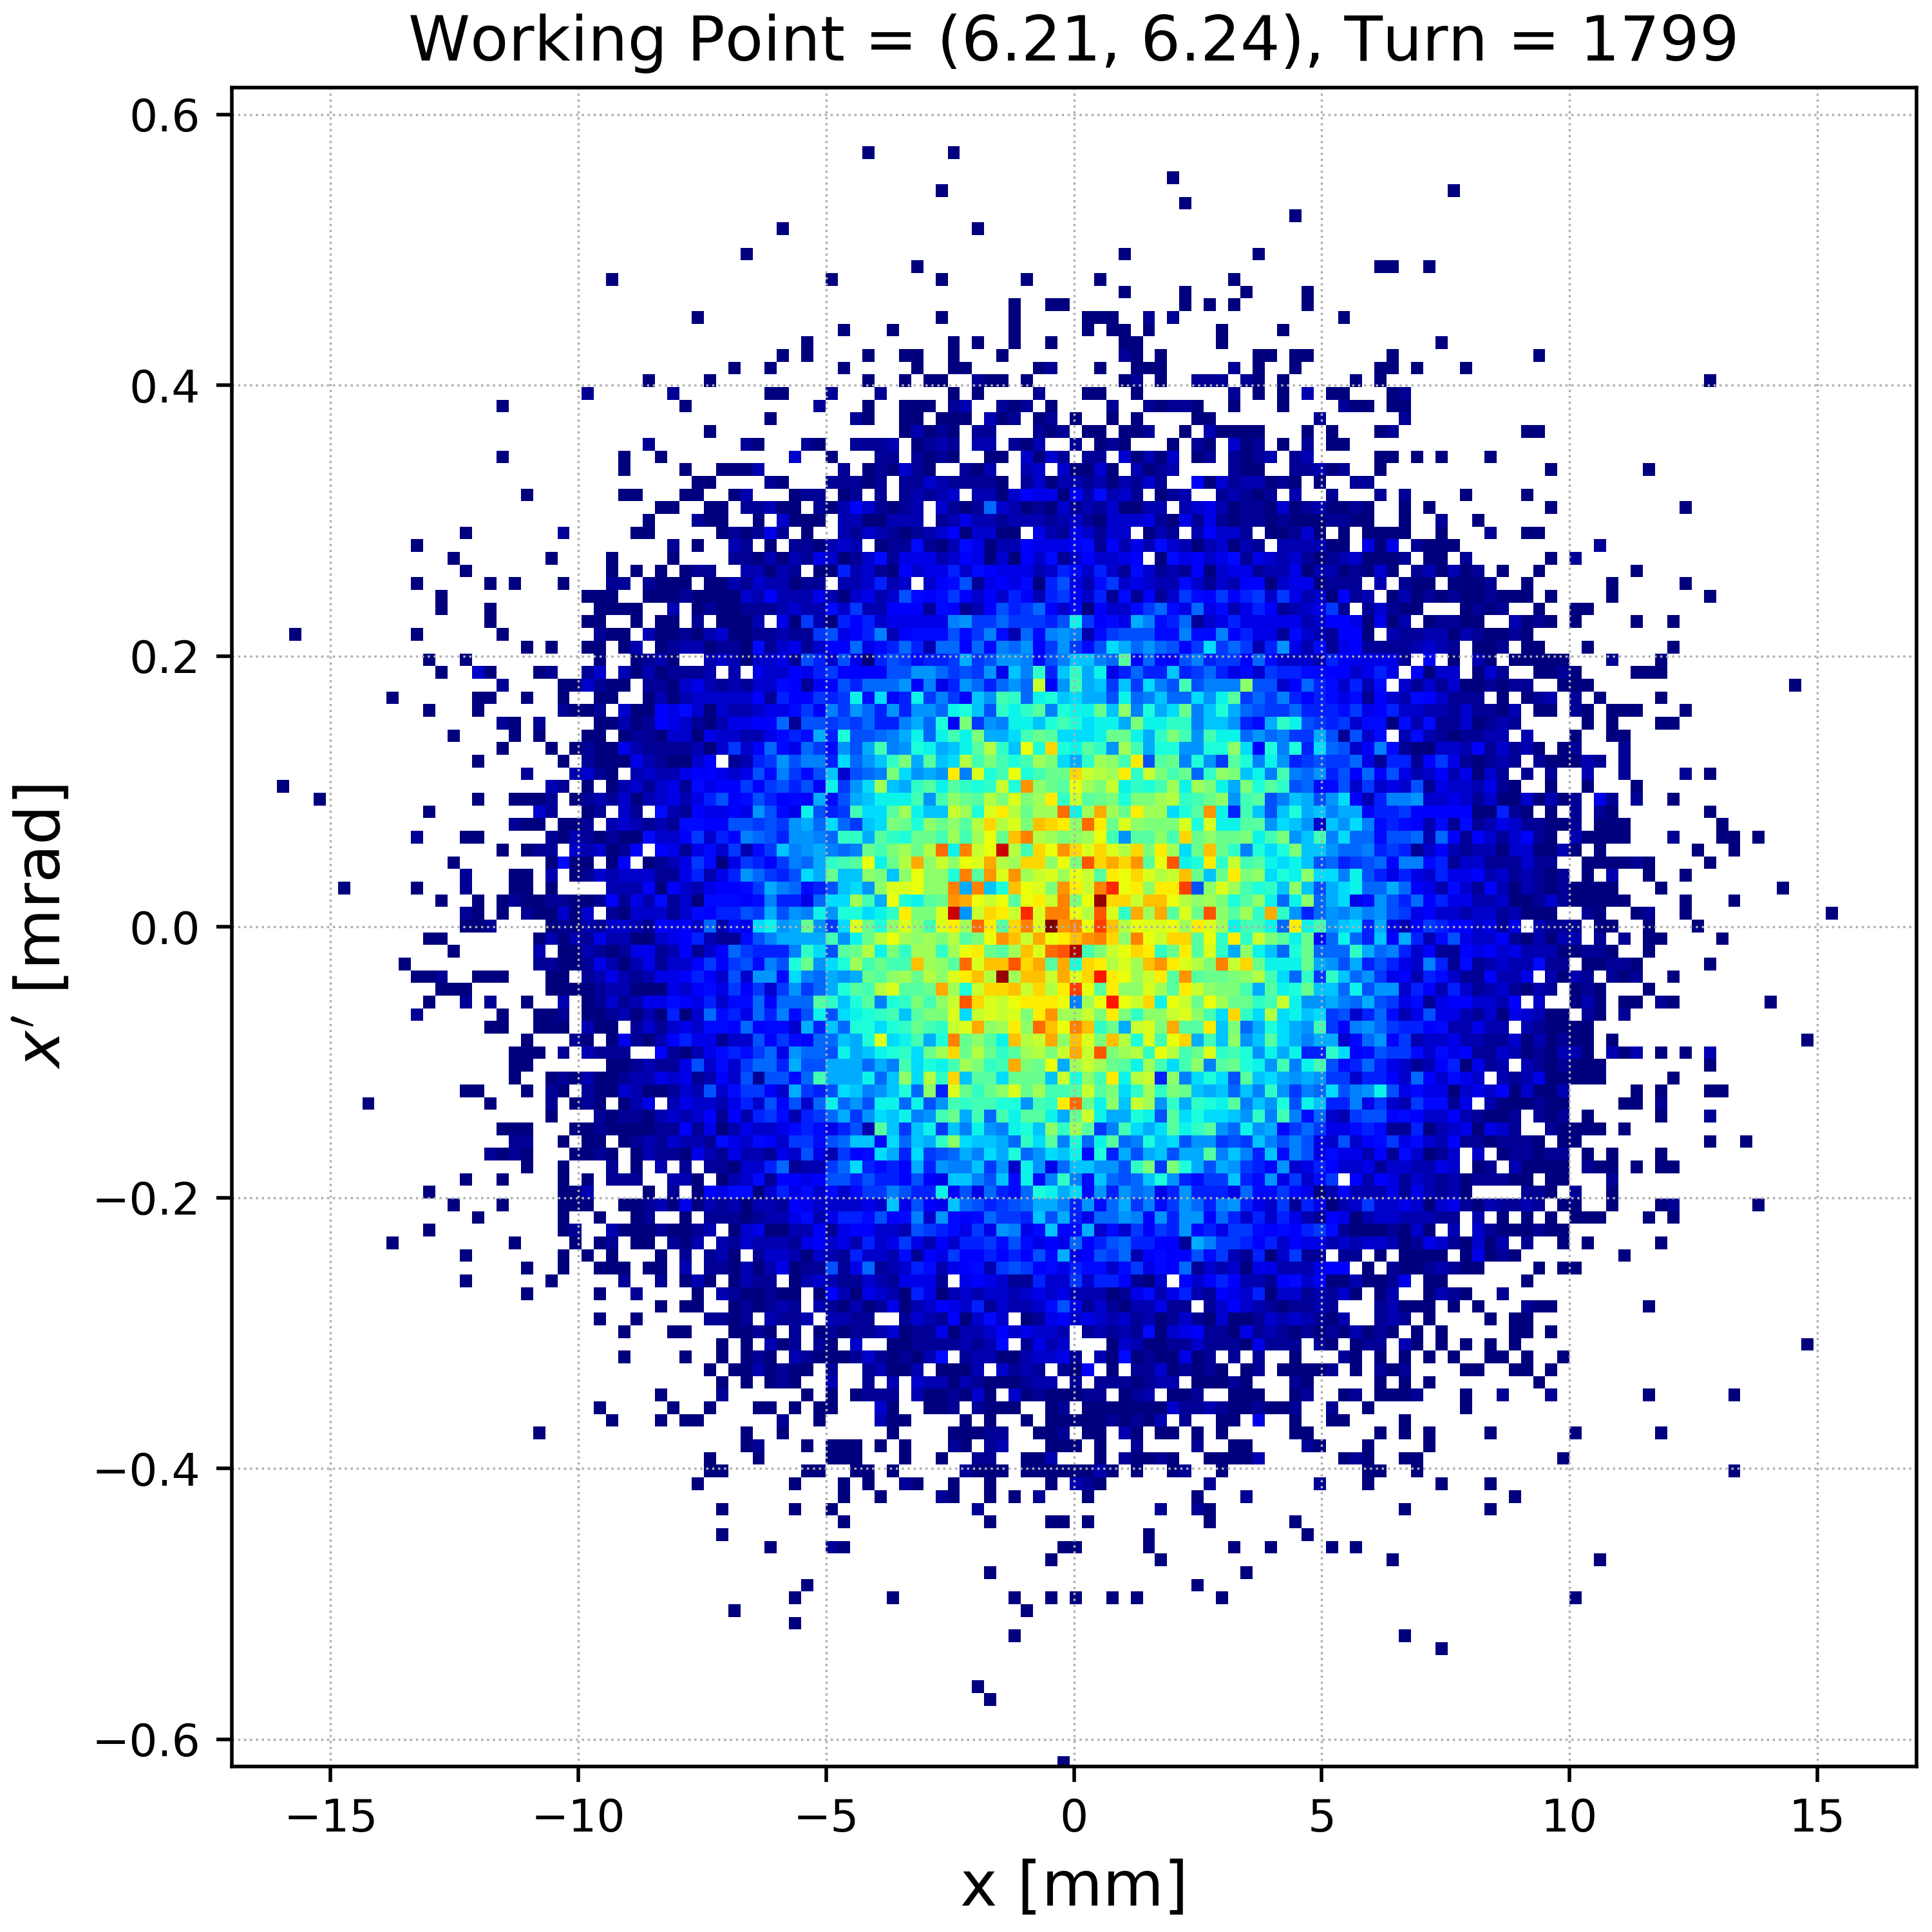 Working Point = (6.21, 6.24), Turn = 1799
0.6
0.4
0.2
0.0
−0.2
−0.4
−0.6
x′ [mrad]
−15 −10 −5 0 5 10 15
x [mm]